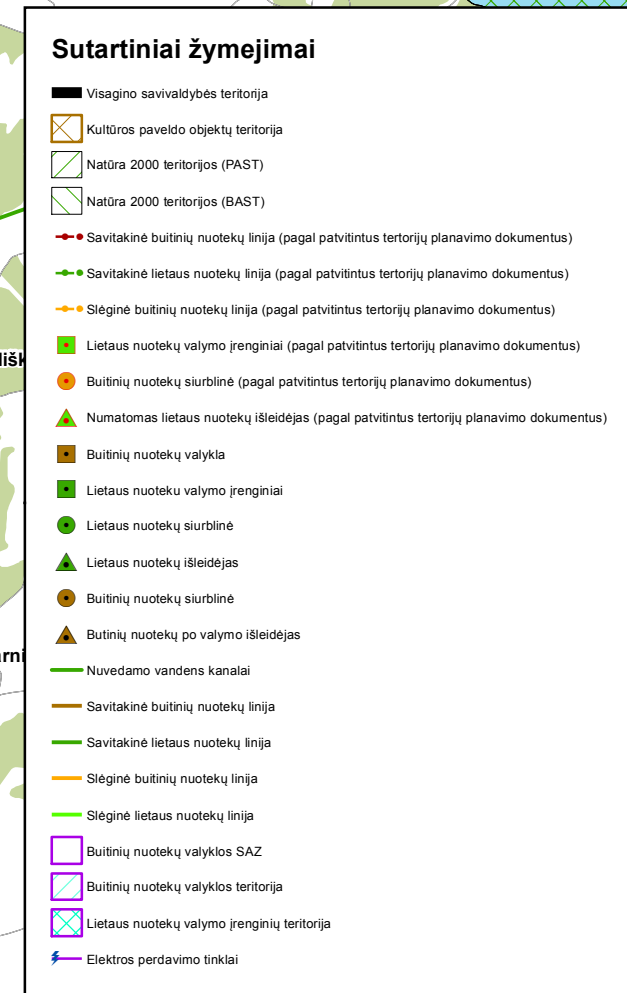 Sutartiniai žymejimai
Visagino savivaldybės teritorija
Kultūros paveldo objektų teritorija
Natūra 2000 teritorijos (PAST)
Natūra 2000 teritorijos (BAST)
Savitakinė buitinių nuotekų linija (pagal patvitintus tertorijų planavimo dokumentus)
Savitakinė lietaus nuotekų linija (pagal patvitintus tertorijų planavimo dokumentus)
Slėginė buitinių nuotekų linija (pagal patvitintus tertorijų planavimo dokumentus)
Lietaus nuotekų valymo įrenginiai (pagal patvitintus tertorijų planavimo dokumentus)
Buitinių nuotekų siurblinė (pagal patvitintus tertorijų planavimo dokumentus)
Numatomas lietaus nuotekų išleidėjas (pagal patvitintus tertorijų planavimo dokumentus)
Buitinių nuotekų valykla
Lietaus nuoteku valymo įrenginiai
Lietaus nuotekų siurblinė
Lietaus nuotekų išleidėjas
Buitinių nuotekų siurblinė
Butinių nuotekų po valymo išleidėjas
Nuvedamo vandens kanalai
Savitakinė buitinių nuotekų linija
Savitakinė lietaus nuotekų linija
Slėginė buitinių nuotekų linija
Slėginė lietaus nuotekų linija
Buitinių nuotekų valyklos SAZ
Buitinių nuotekų valyklos teritorija
Lietaus nuotekų valymo įrenginių teritorija
Elektros perdavimo tinklai